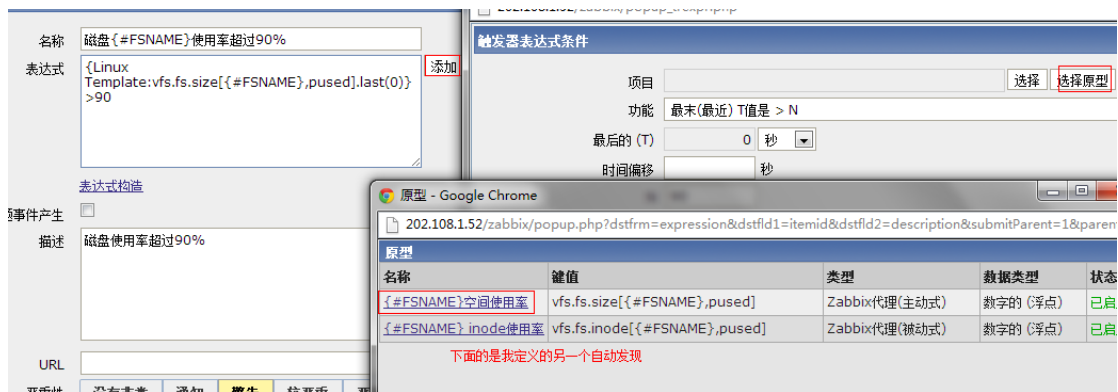 名称
磁盘{#FSNAME}使用率超过90%
表达式
{Linux
Template:vfs.fs.size[{#FSNAME},pused].last(0)}
>90
添加
表达式构造
事件产生
描述
磁盘使用率超过90%
URL
触发器表达式条件
项目
选择
选择原型
功能
最末(最近) T值是 > N
最后的 (T)
0
秒
时间偏移
秒
原型 - Google Chrome
202.108.1.52/zabbix/popup.php?dstfrm=expression&dstfld1=itemid&dstfld2=description&submitParent=1&paren
原型
名称 键值 类型 数据类型 状态
{#FSNAME}空间使用率 vfs.fs.size[{#FSNAME},pused] Zabbix代理(主动式) 数字的 (浮点) 已启
{#FSNAME} inode使用率 vfs.fs.inode[{#FSNAME},pused] Zabbix代理(被动式) 数字的 (浮点) 已启
下面的是我定义的另一个自动发现